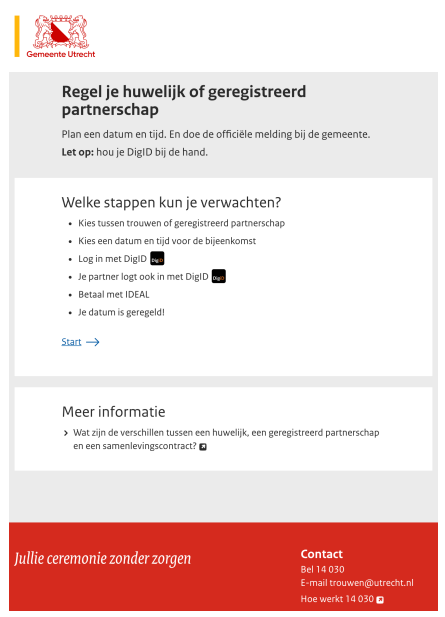 Gemeente Utrecht
Regel je huwelijk of geregistreerd
partnerschap
Plan een datum en tijd. En doe de officiële melding bij de gemeente.
Let op: hou je DigID bij de hand.
Welke stappen kun je verwachten?
• Kies tussen trouwen of geregistreerd partnerschap
• Kies een datum en tijd voor de bijeenkomst
• Log in met DigID DigiD
• Je partner logt ook in met DigID DigiD
• Betaal met IDEAL
• Je datum is geregeld!
Start →
Meer informatie
Wat zijn de verschillen tussen een huwelijk, een geregistreerd partnerschap
en een samenlevingscontract?
Jullie ceremonie zonder zorgen
Contact
Bel 14 030
E-mail trouwen@utrecht.nl
Hoe werkt 14 030